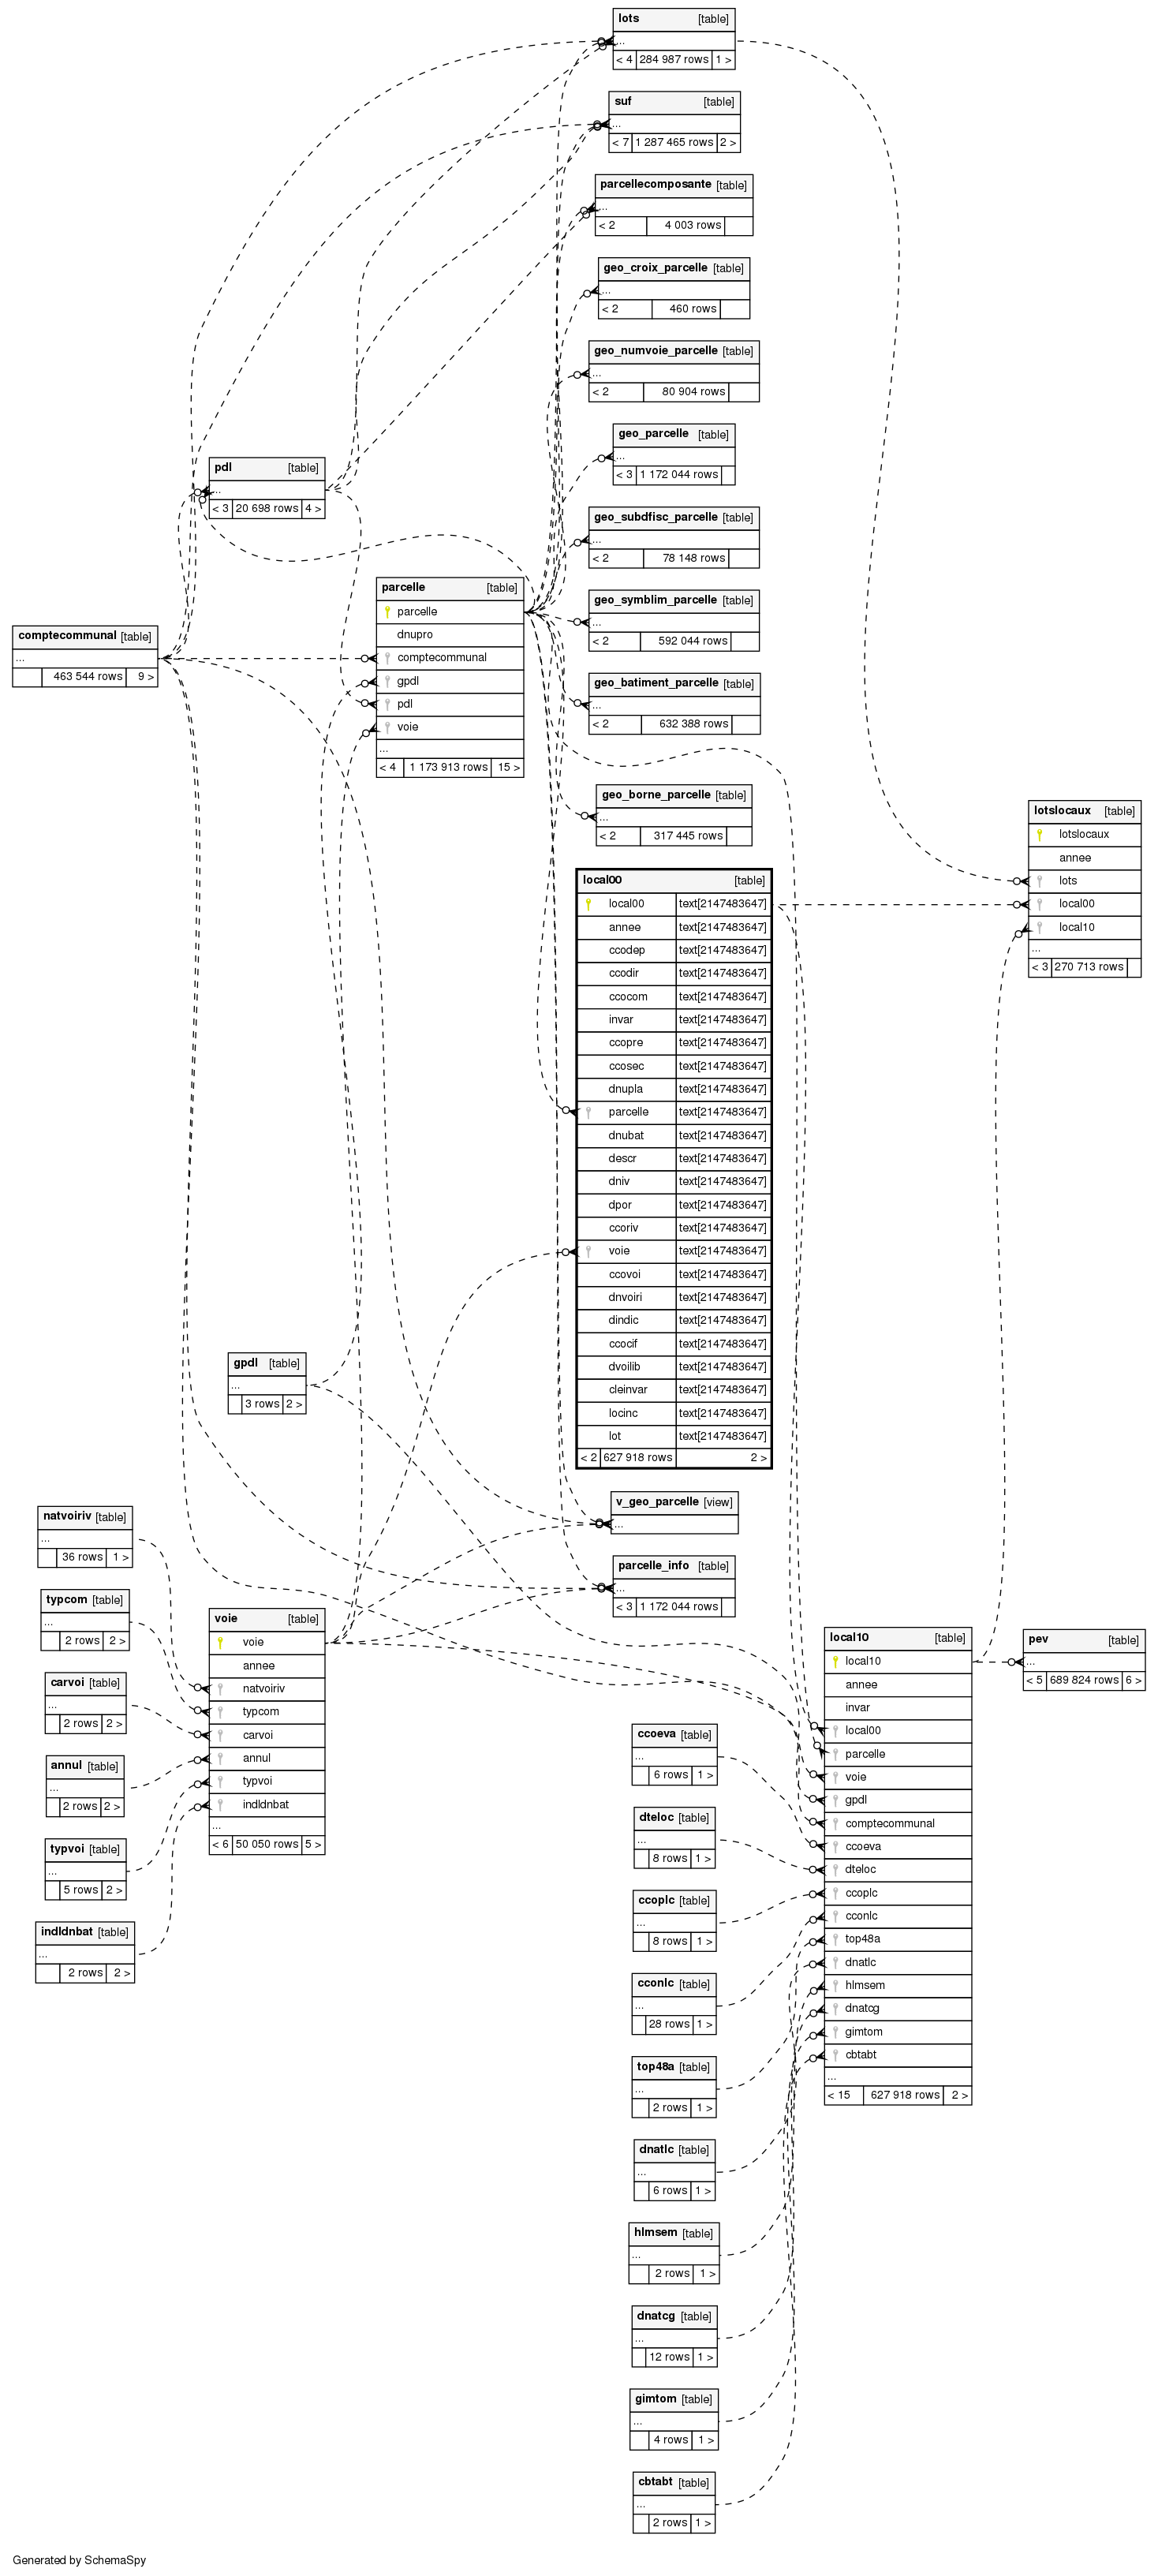 lots [table]
...
< 4 284 987 rows 1 >
suf [table]
...
< 7 1 287 465 rows 2 >
parcellecomposante [table]
...
< 2 4 003 rows
geo_croix_parcelle [table]
...
< 2 460 rows
geo_numvoie_parcelle [table]
...
< 2 80 904 rows
geo_parcelle [table]
...
< 3 1 172 044 rows
pdl [table]
...
< 3 20 698 rows 4 >
geo_subdfisc_parcelle [table]
...
< 2 78 148 rows
parcelle [table]
parcelle
dnupro
comptecommunal
gpdl
pdl
voie
...
< 4 1 173 913 rows 15 >
geo_symblim_parcelle [table]
...
< 2 592 044 rows
comptecommunal [table]
...
463 544 rows 9 >
geo_batiment_parcelle [table]
...
< 2 632 388 rows
geo_borne_parcelle [table]
...
< 2 317 445 rows
lotslocaux [table]
lotslocaux
annee
lots
local00
local10
...
< 3 270 713 rows
local00 [table]
local00 text[2147483647]
annee text[2147483647]
ccodep text[2147483647]
ccodir text[2147483647]
ccocom text[2147483647]
invar text[2147483647]
ccopre text[2147483647]
ccosec text[2147483647]
dnupla text[2147483647]
parcelle text[2147483647]
dnubat text[2147483647]
descr text[2147483647]
dniv text[2147483647]
dpor text[2147483647]
ccoriv text[2147483647]
voie text[2147483647]
ccovoi text[2147483647]
dnvoiri text[2147483647]
dindic text[2147483647]
ccocif text[2147483647]
dvoilib text[2147483647]
cleinvar text[2147483647]
locinc text[2147483647]
lot text[2147483647]
< 2 627 918 rows 2 >
gpdl [table]
...
3 rows 2 >
v_geo_parcelle [view]
...
natvoiriv [table]
...
36 rows 1 >
parcelle_info [table]
...
< 3 1 172 044 rows
typcom [table]
...
2 rows 2 >
voie [table]
voie
annee
natvoiriv
typcom
carvoi
annul
typvoi
indldnbat
...
< 6 50 050 rows 5 >
carvoi [table]
...
2 rows 2 >
annul [table]
...
2 rows 2 >
typvoi [table]
...
5 rows 2 >
indldnbat [table]
...
2 rows 2 >
local10 [table]
local10
annee
invar
local00
parcelle
voie
gpdl
comptecommunal
ccoeva
dteloc
ccoplc
cconlc
top48a
dnatlc
hlmsem
dnatcg
gimtom
cbtabt
...
< 15 627 918 rows 2 >
pev [table]
...
< 5 689 824 rows 6 >
ccoeva [table]
...
6 rows 1 >
dteloc [table]
...
8 rows 1 >
ccoplc [table]
...
8 rows 1 >
cconlc [table]
...
28 rows 1 >
top48a [table]
...
2 rows 1 >
dnatlc [table]
...
6 rows 1 >
hlmsem [table]
...
2 rows 1 >
dnatcg [table]
...
12 rows 1 >
gimtom [table]
...
4 rows 1 >
cbtabt [table]
...
2 rows 1 >
Generated by SchemaSpy